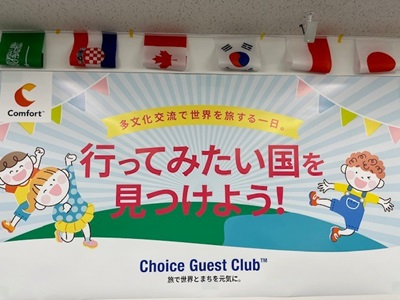 Comfort™
多文化交流で世界を旅する一日。
行ってみたい国を
見つけよう!
Choice Guest Club™
旅で世界とまちを元気に。